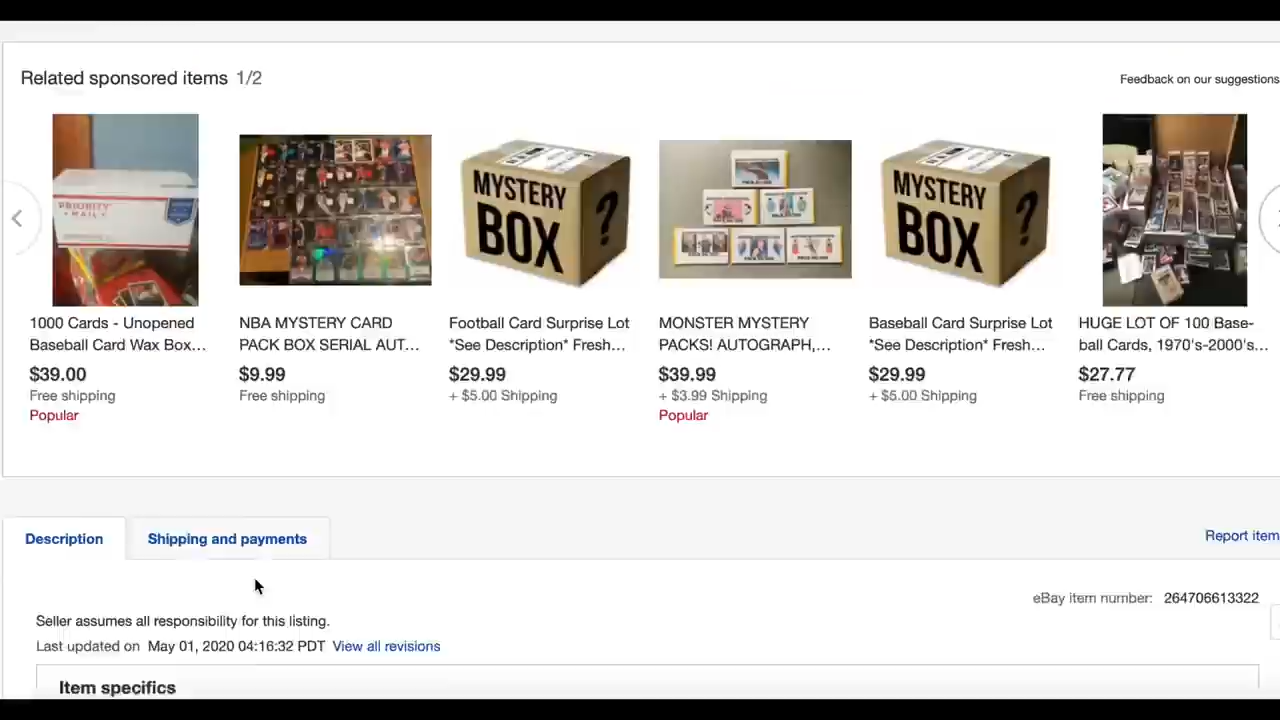 Related sponsored items 1/2
Feedback on our suggestions
PRIORITY
MAIL
MYSTERY
BOX ?
MYSTERY
BOX ?
1000 Cards - Unopened
Baseball Card Wax Box...
$39.00
Free shipping
Popular
NBA MYSTERY CARD
PACK BOX SERIAL AUT...
$9.99
Free shipping
Football Card Surprise Lot
*See Description* Fresh...
$29.99
+ $5.00 Shipping
MONSTER MYSTERY
PACKS! AUTOGRAPH,...
$39.99
+ $3.99 Shipping
Popular
Baseball Card Surprise Lot
*See Description* Fresh...
$29.99
+ $5.00 Shipping
HUGE LOT OF 100 Base-
ball Cards, 1970's-2000's...
$27.77
Free shipping
Description
Shipping and payments
Report item
eBay item number: 264706613322
Seller assumes all responsibility for this listing.
Last updated on May 01, 2020 04:16:32 PDT View all revisions
Item specifics